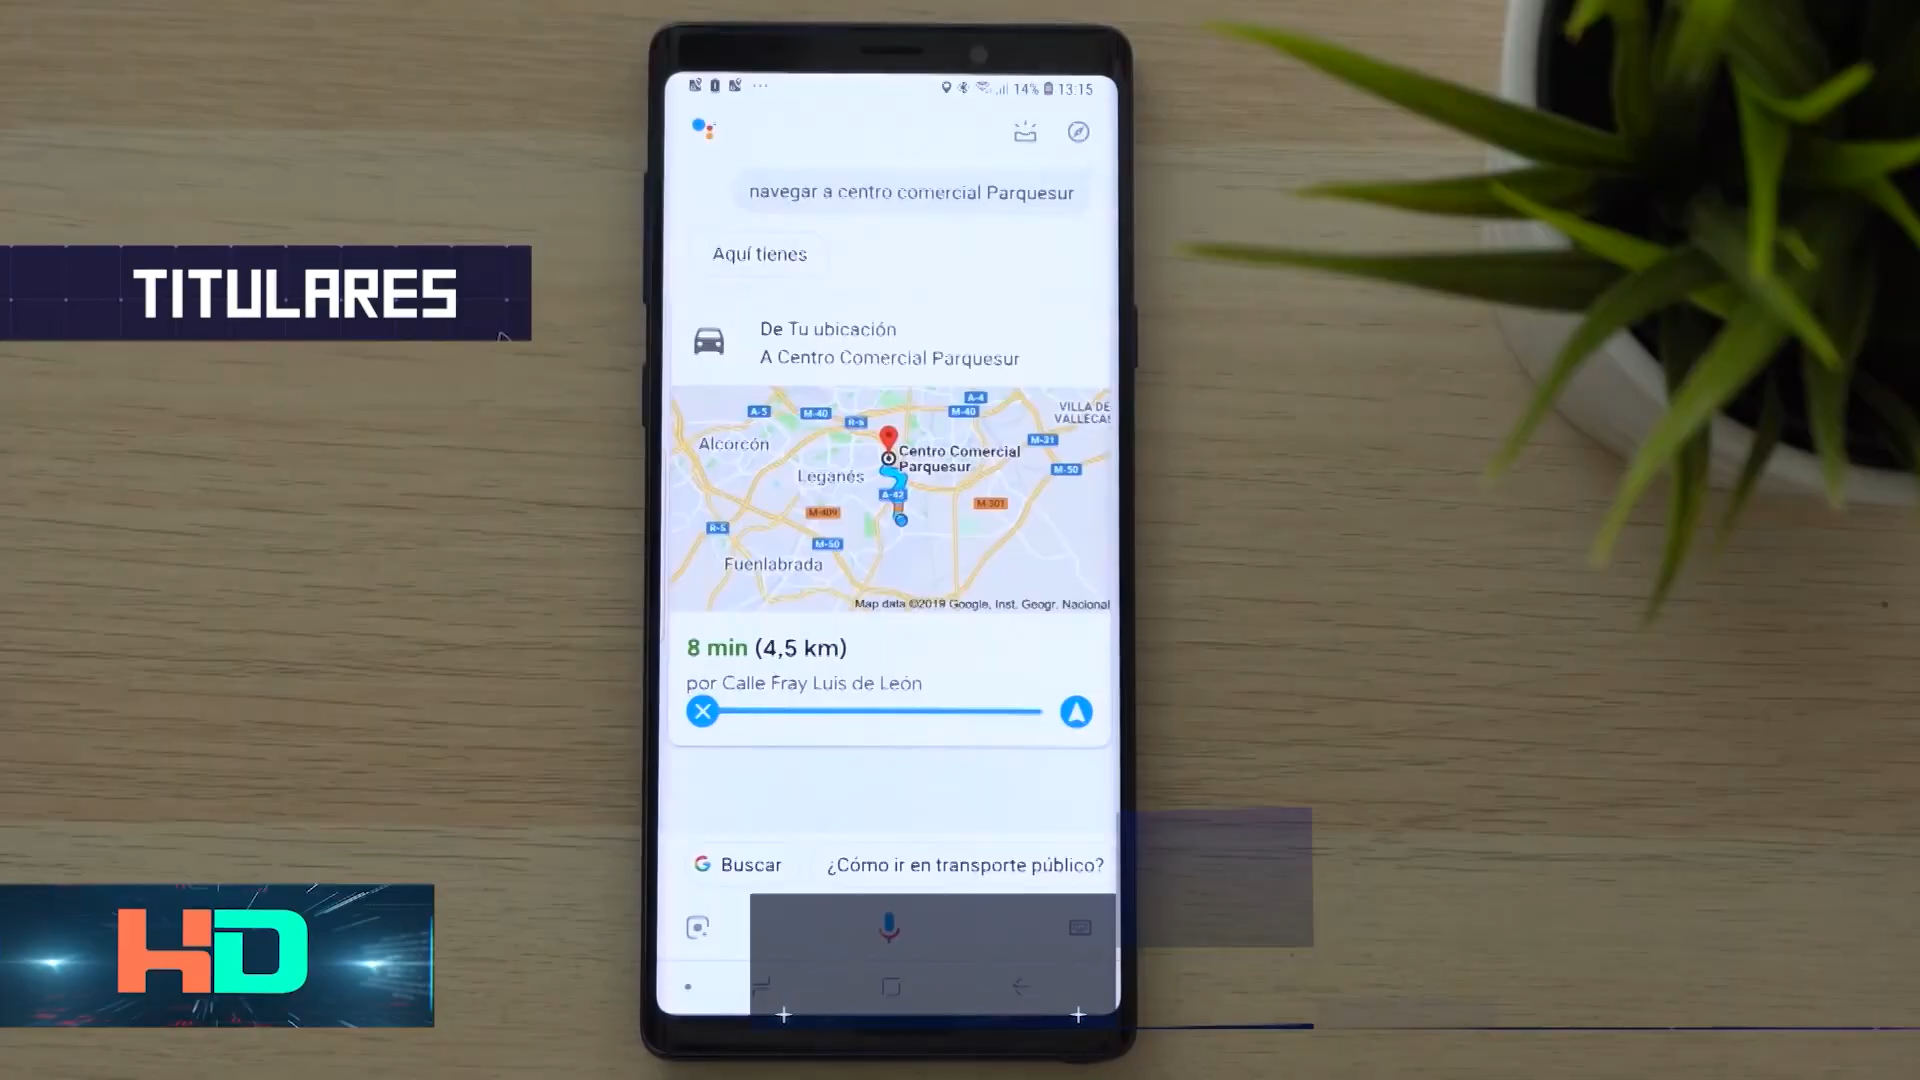 14% 13:15
navegar a centro comercial Parquesur
TITULARES
Aquí tienes
De Tu ubicación
A Centro Comercial Parquesur
A-5
M-40
A-4
M-40
R-5
VILLA DE
VALLECAS
Alcorcón
M-31
Centro Comercial
Parquesur
Leganés
M-50
A-42
M-301
M-409
R-5
M-50
Fuenlabrada
Map data ©2019 Google, Inst. Geogr. Nacional
8 min (4,5 km)
por Calle Fray Luis de León
G Buscar
¿Cómo ir en transporte público?
HD